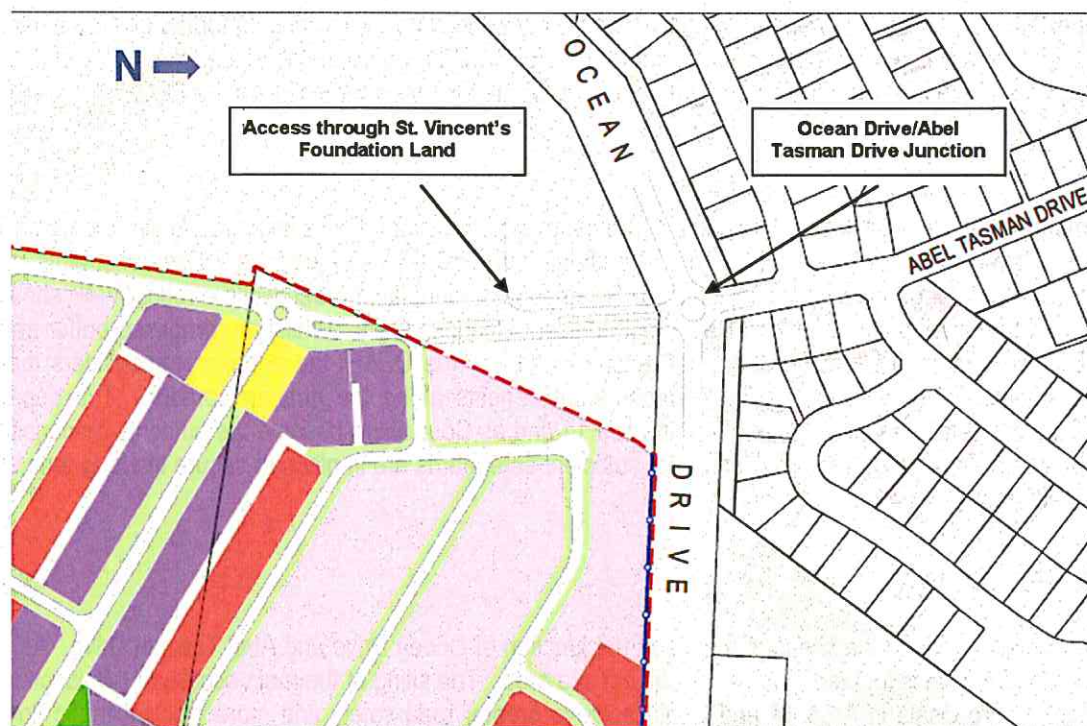 N
Access through St. Vincent's
Foundation Land
OCEAN
Ocean Drive/Abel
Tasman Drive Junction
ABEL TASMAN DRIVE
DRIVE